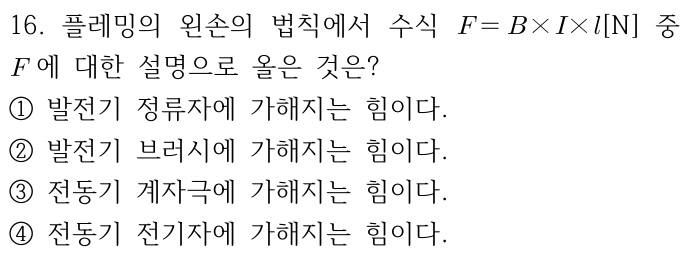 16. 플레밍의 왼손의 법칙에서 수식 F=B×I×l[N] 중
F에 대한 설명으로 올은 것은?
① 발전기 정류자에 가해지는 힘이다.
② 발전기 브러시에 가해지는 힘이다.
③ 전동기 계자극에 가해지는 힘이다.
④ 전동기 전기자에 가해지는 힘이다.